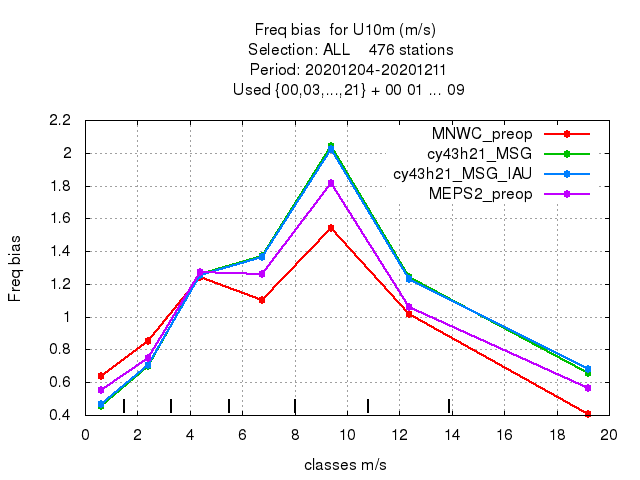 Freq bias  for U10m (m/s)
Selection: ALL    476 stations
Period: 20201204-20201211
Used {00,03,...,21} + 00 01 ... 09
MNWC_preop
cy43h21_MSG
cy43h21_MSG_IAU
MEPS2_preop
Freq bias
2.2
2
1.8
1.6
1.4
1.2
1
0.8
0.6
0.4
0 2 4 6 8 10 12 14 16 18 20
classes m/s